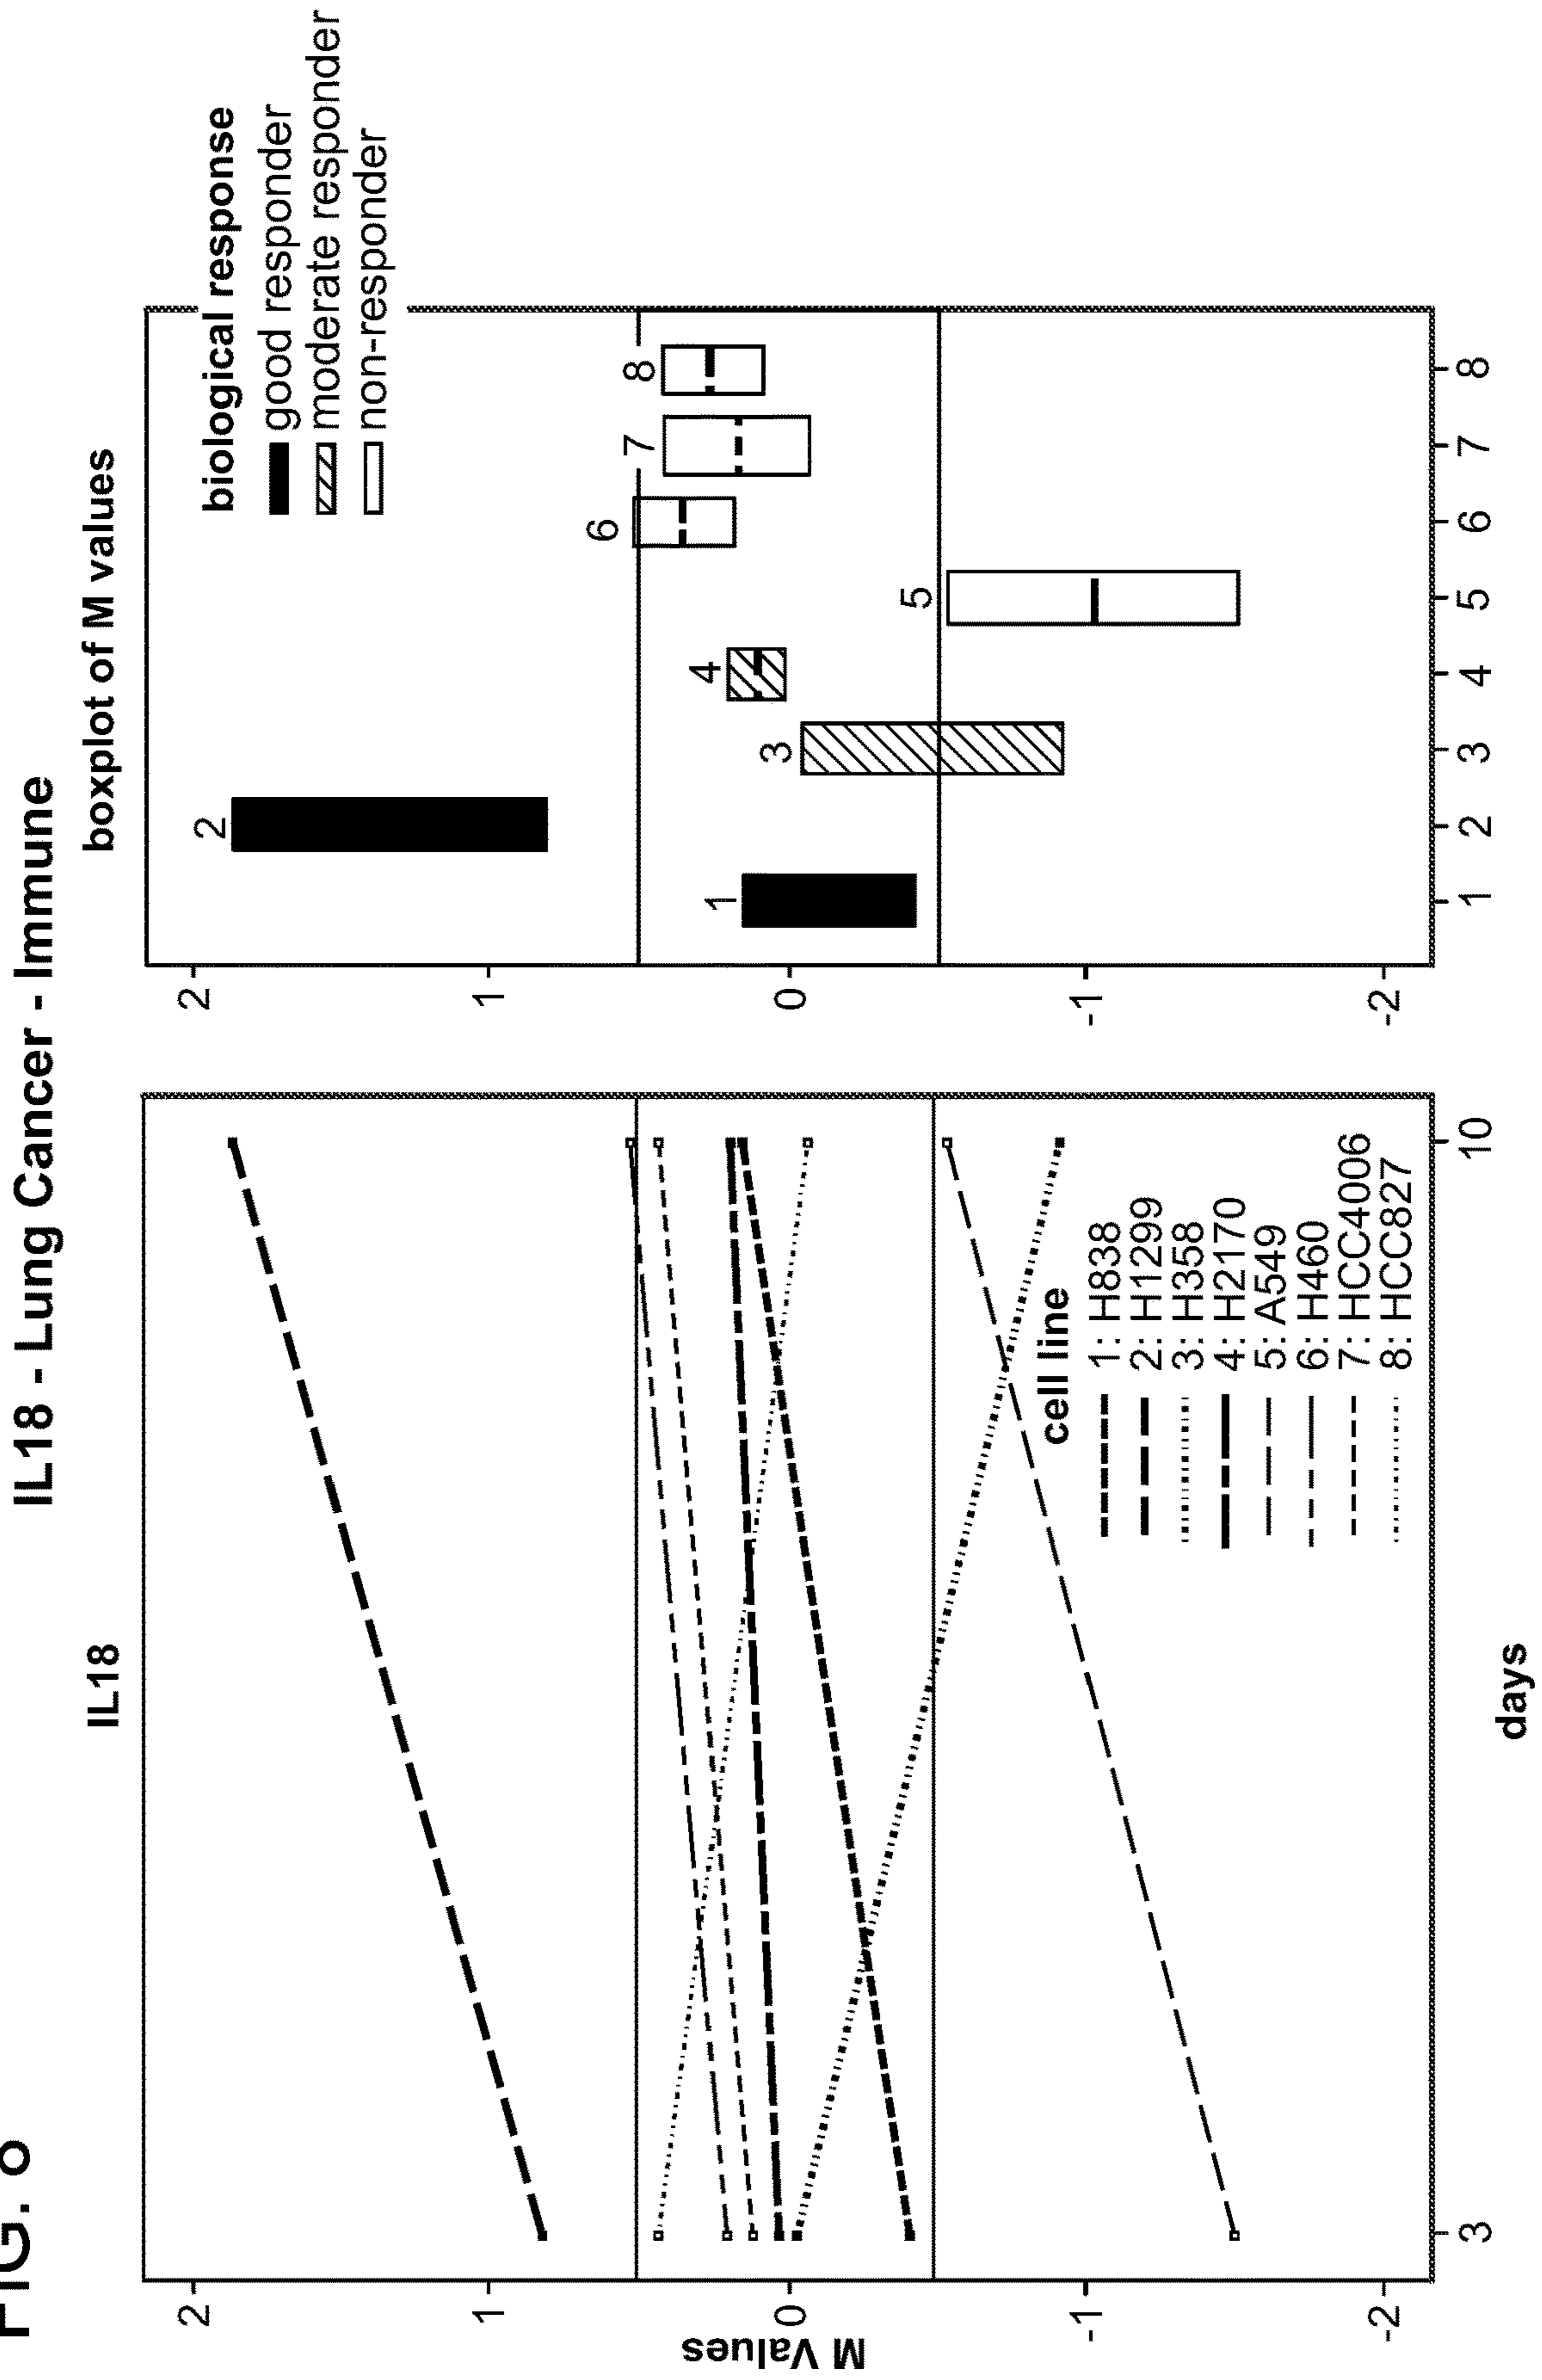 FIG. 8
IL18 - Lung Cancer - Immune
IL18
M Values
2
1
0
-1
-2
3
10
days
cell line
1: H838
2: H1299
3: H358
4: H2170
5: A549
6: H460
7: HCC4006
8: HCC827
boxplot of M values
2
1
0
-1
-2
1
2
3
4
5
6
7
8
1
2
3
4
5
6
7
8
biological response
good responder
moderate responder
non-responder